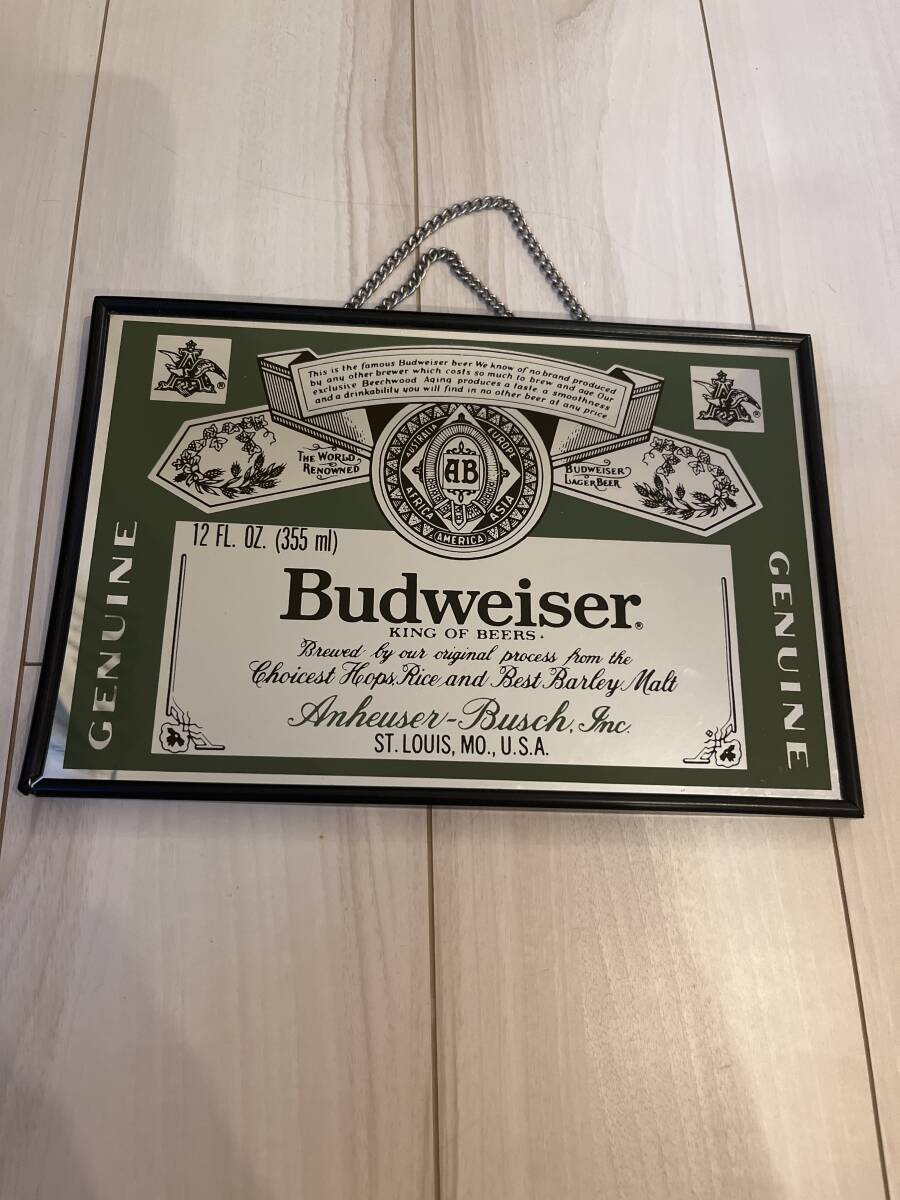 This is the famous Budweiser beer We know of no brand produced
by any other brewer which costs so much to brew and age Our
exclusive Beechwood Aging produces a taste, a smoothness
and a drinkability you will find in no other beer at any price
THE WORLD
RENOWNED
BUDWEISER
LAGER BEER
AUSTRALIA
EUROPE
AFRICA
ASIA
AMERICA
AB
12 FL. OZ. (355 ml)
GENUINE
GENUINE
Budweiser®
KING OF BEERS.
Brewed by our original process from the
Choicest Hops, Rice and Best Barley Malt
Anheuser-Busch, Inc.
ST. LOUIS, MO., U.S.A.